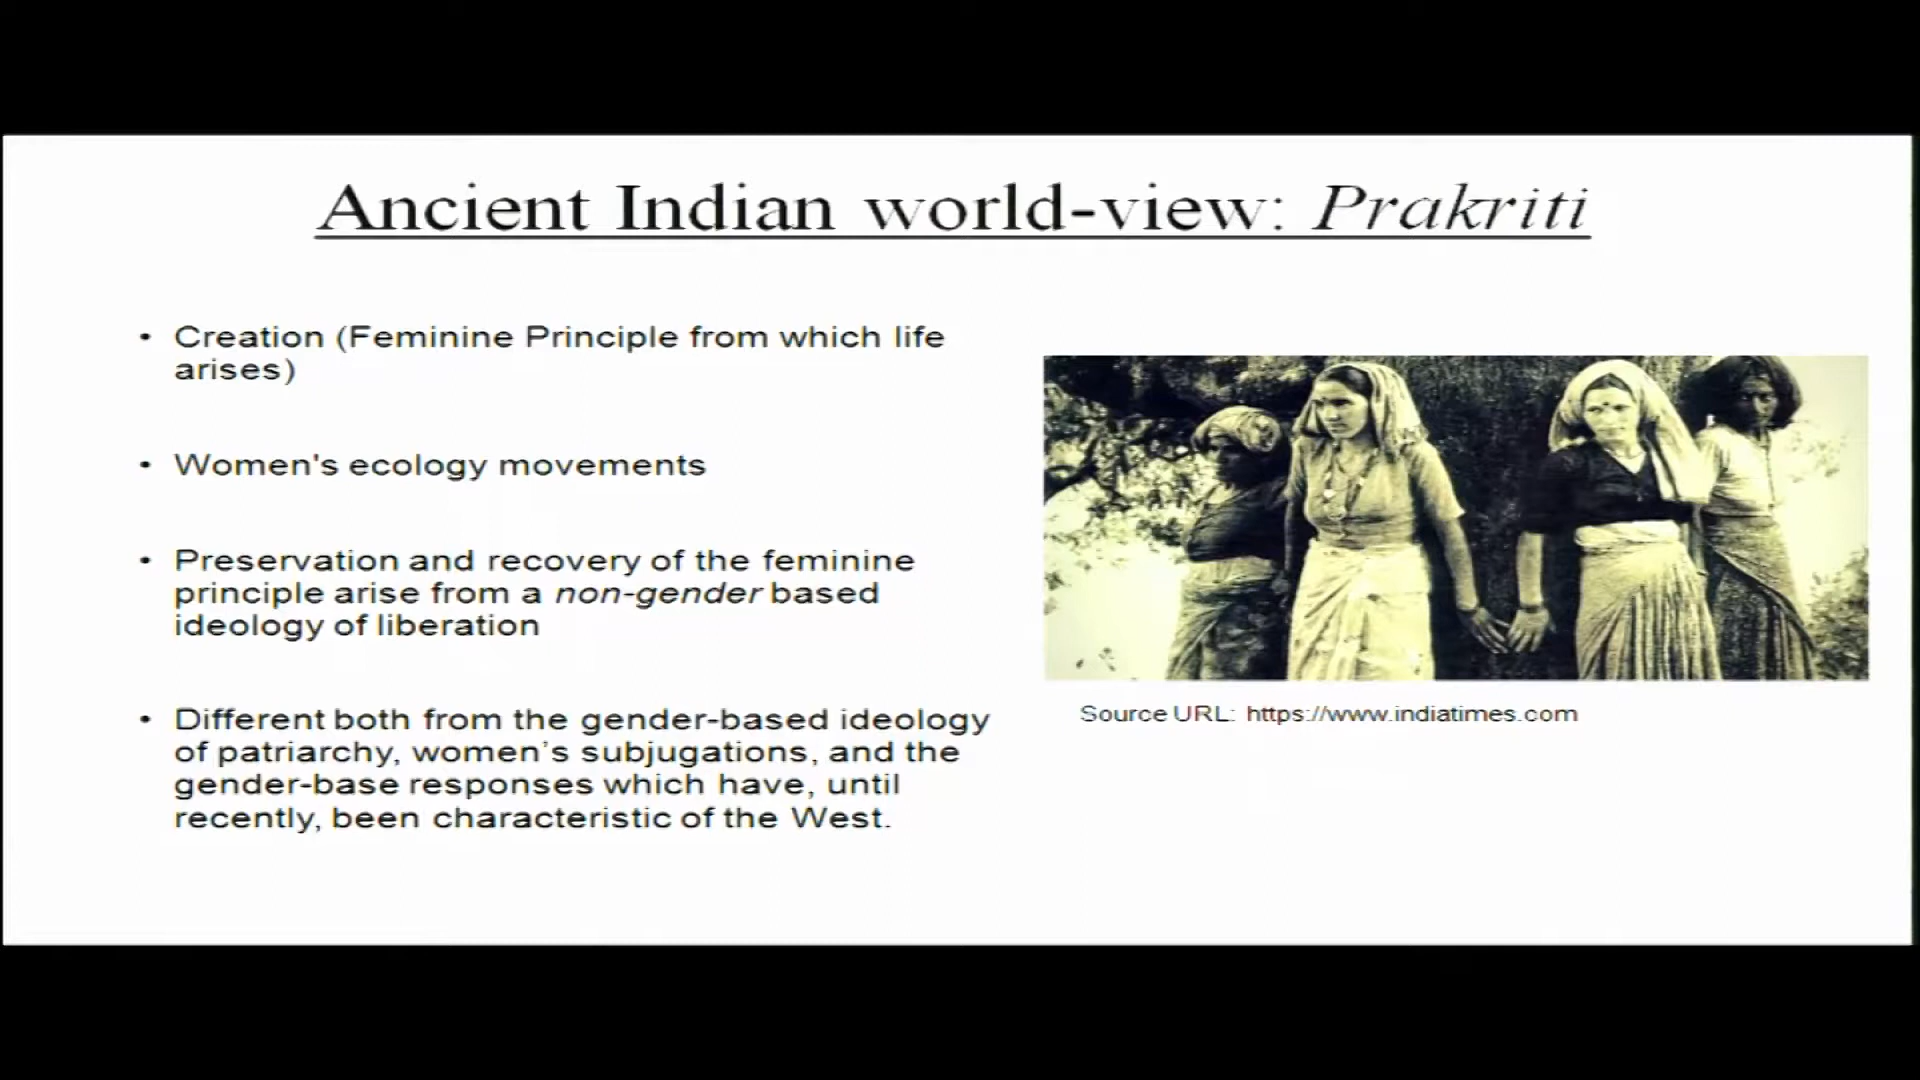 Ancient Indian world-view: Prakriti
• Creation (Feminine Principle from which life
arises)
• Women's ecology movements
• Preservation and recovery of the feminine
principle arise from a non-gender based
ideology of liberation
• Different both from the gender-based ideology
of patriarchy, women’s subjugations, and the
gender-base responses which have, until
recently, been characteristic of the West.
Source URL: https://www.indiatimes.com